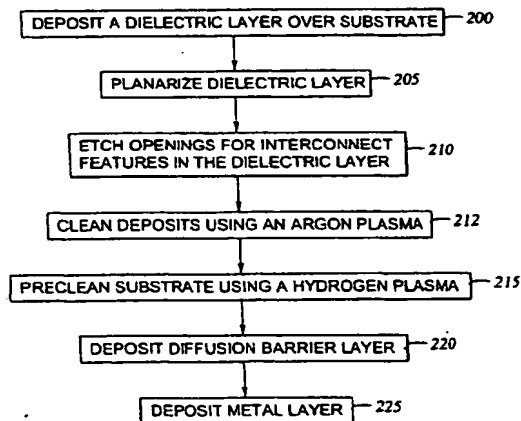 DEPOSIT A DIELECTRIC LAYER OVER SUBSTRATE 200
PLANARIZE DIELECTRIC LAYER 205
ETCH OPENINGS FOR INTERCONNECT
FEATURES IN THE DIELECTRIC LAYER 210
CLEAN DEPOSITS USING AN ARGON PLASMA 212
PRECLEAN SUBSTRATE USING A HYDROGEN PLASMA 215
DEPOSIT DIFFUSION BARRIER LAYER 220
DEPOSIT METAL LAYER 225